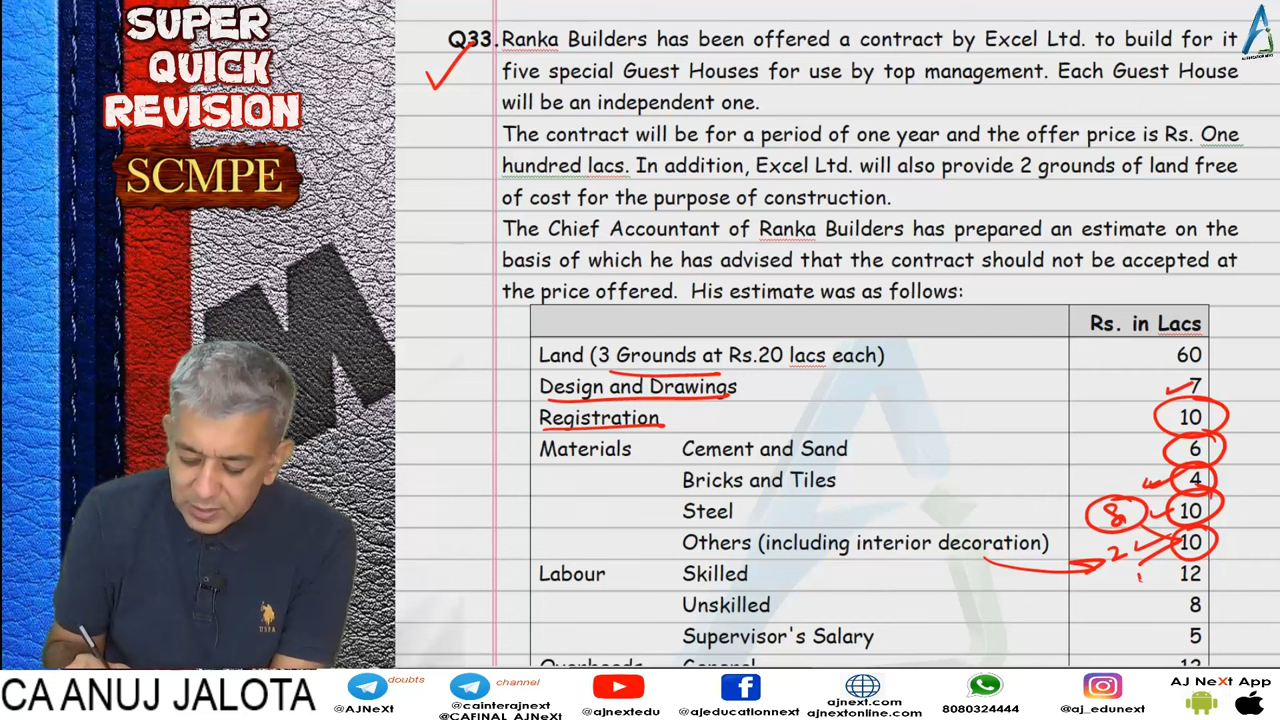 SUPER
QUICK
REVISION
SCMPE
Q33. Ranka Builders has been offered a contract by Excel Ltd. to build for it
five special Guest Houses for use by top management. Each Guest House
will be an independent one.
The contract will be for a period of one year and the offer price is Rs. One
hundred lacs. In addition, Excel Ltd. will also provide 2 grounds of land free
of cost for the purpose of construction.
The Chief Accountant of Ranka Builders has prepared an estimate on the
basis of which he has advised that the contract should not be accepted at
the price offered. His estimate was as follows:
Rs. in Lacs
Land (3 Grounds at Rs.20 lacs each) 60
Design and Drawings 7
Registration 10
Materials Cement and Sand 6
Bricks and Tiles 4
Steel 10
8
Others (including interior decoration) 10
2
Labour Skilled 12
Unskilled 8
Supervisor's Salary 5
Overheads General 12
CA ANUJ JALOTA
doubts
@AJNeXt
channel
@cainterajnext
@CAFINAL_AJNeXt
@ajnextedu
@ajeducationnext
ajnext.com
ajnextonline.com
8080324444
@aj_edunext
AJ NeXt App